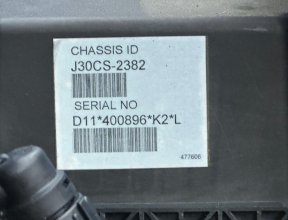 CHASSIS ID
J30CS-2382
SERIAL NO
D11*400896*K2*L
477606